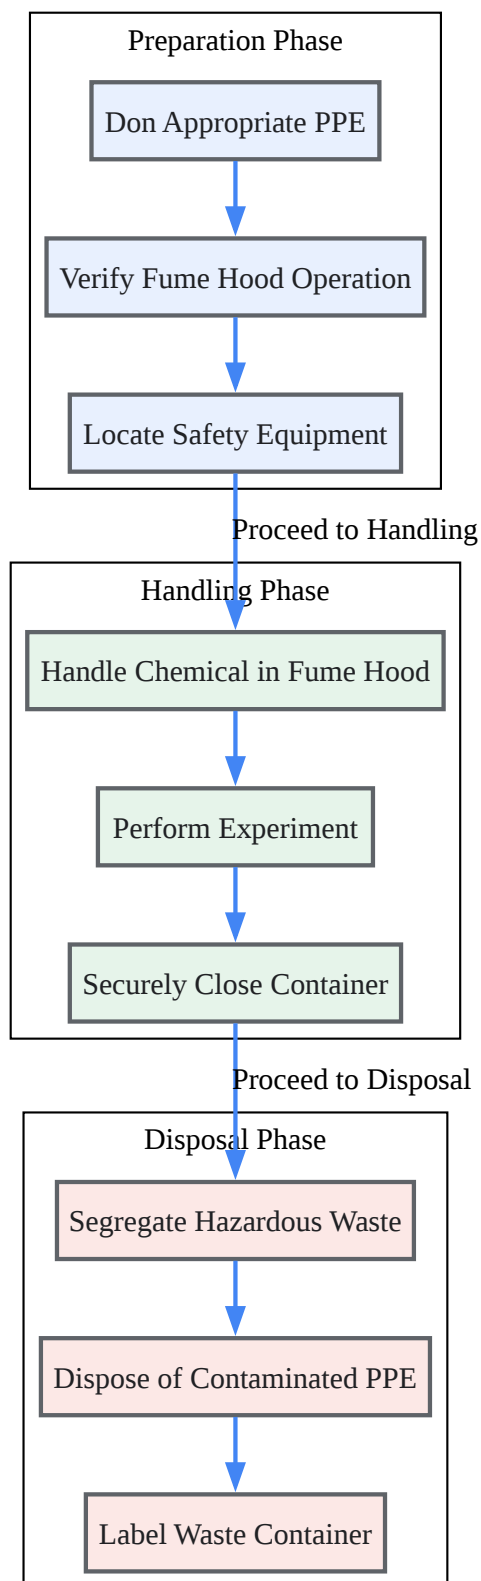 Preparation Phase
Don Appropriate PPE
Verify Fume Hood Operation
Locate Safety Equipment
Proceed to Handling
Handling Phase
Handle Chemical in Fume Hood
Perform Experiment
Securely Close Container
Proceed to Disposal
Disposal Phase
Segregate Hazardous Waste
Dispose of Contaminated PPE
Label Waste Container